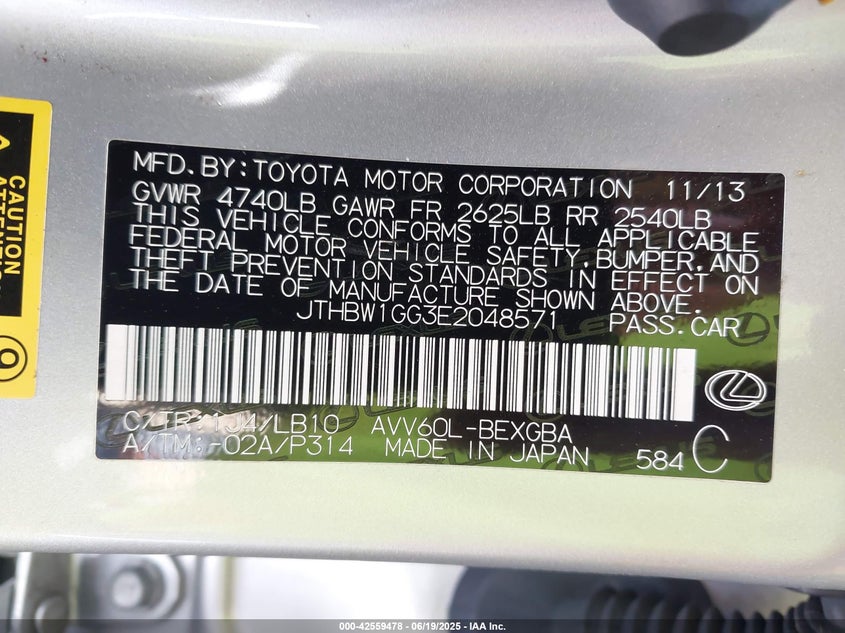 MFD.BY:TOYOTA MOTOR CORPORATION 11/13
GVWR 4740LB GAWR FR 2625LB RR 2540LB
THIS VEHICLE CONFORMS TO ALL APPLICABLE
FEDERAL MOTOR VEHICLE SAFETY,BUMPER,AND
THEFT PREVENTION STANDARDS IN EFFECT ON
THE DATE OF MANUFACTURE SHOWN ABOVE.
JTHBW1GG3E2048571 PASS.CAR
C/TR:1J4/LB10 AVV60L-BEXGBA
A/TM:-02A/P314 MADE IN JAPAN 584 C
CAUTION
000-42559478 - 06/19/2025 - IAA Inc.